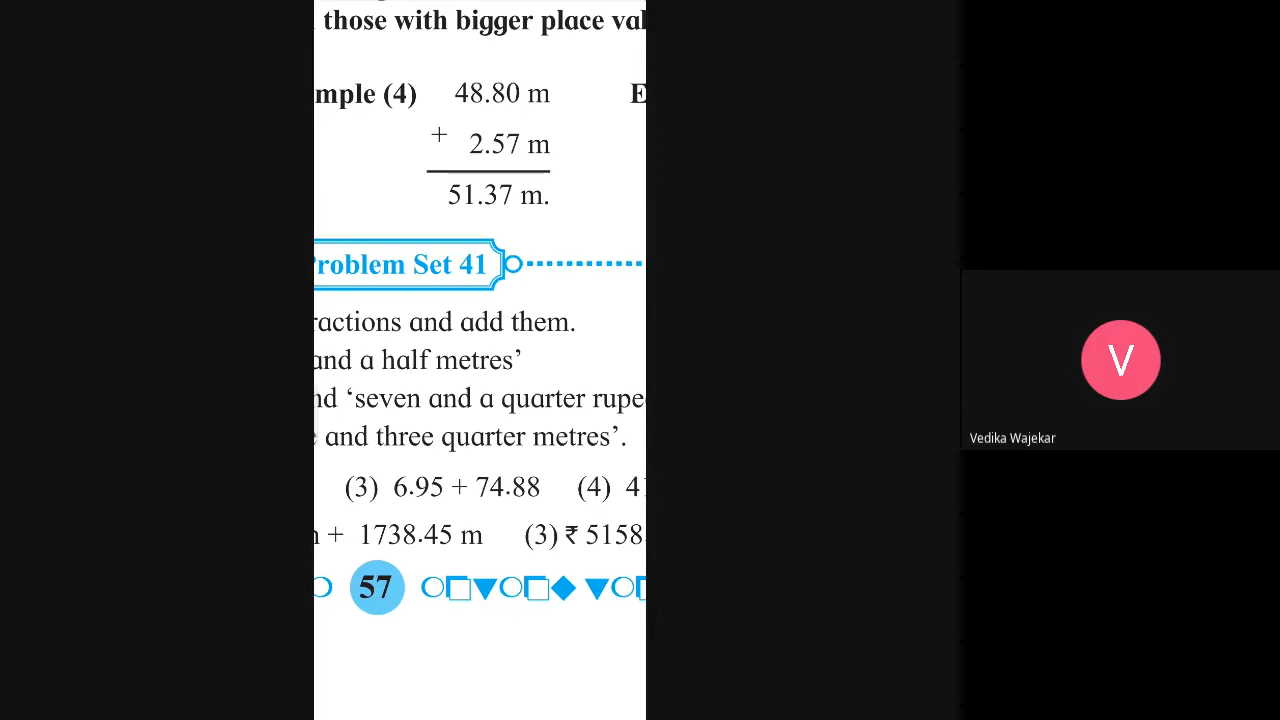 those with bigger place val
mple (4) 48.80 m E
+ 2.57 m
51.37 m.
Problem Set 41
ractions and add them.
and a half metres’
nd ‘seven and a quarter rupe
and three quarter metres’.
(3) 6.95 + 74.88 (4) 41
+ 1738.45 m (3) ₹ 5158
57
V
Vedika Wajekar